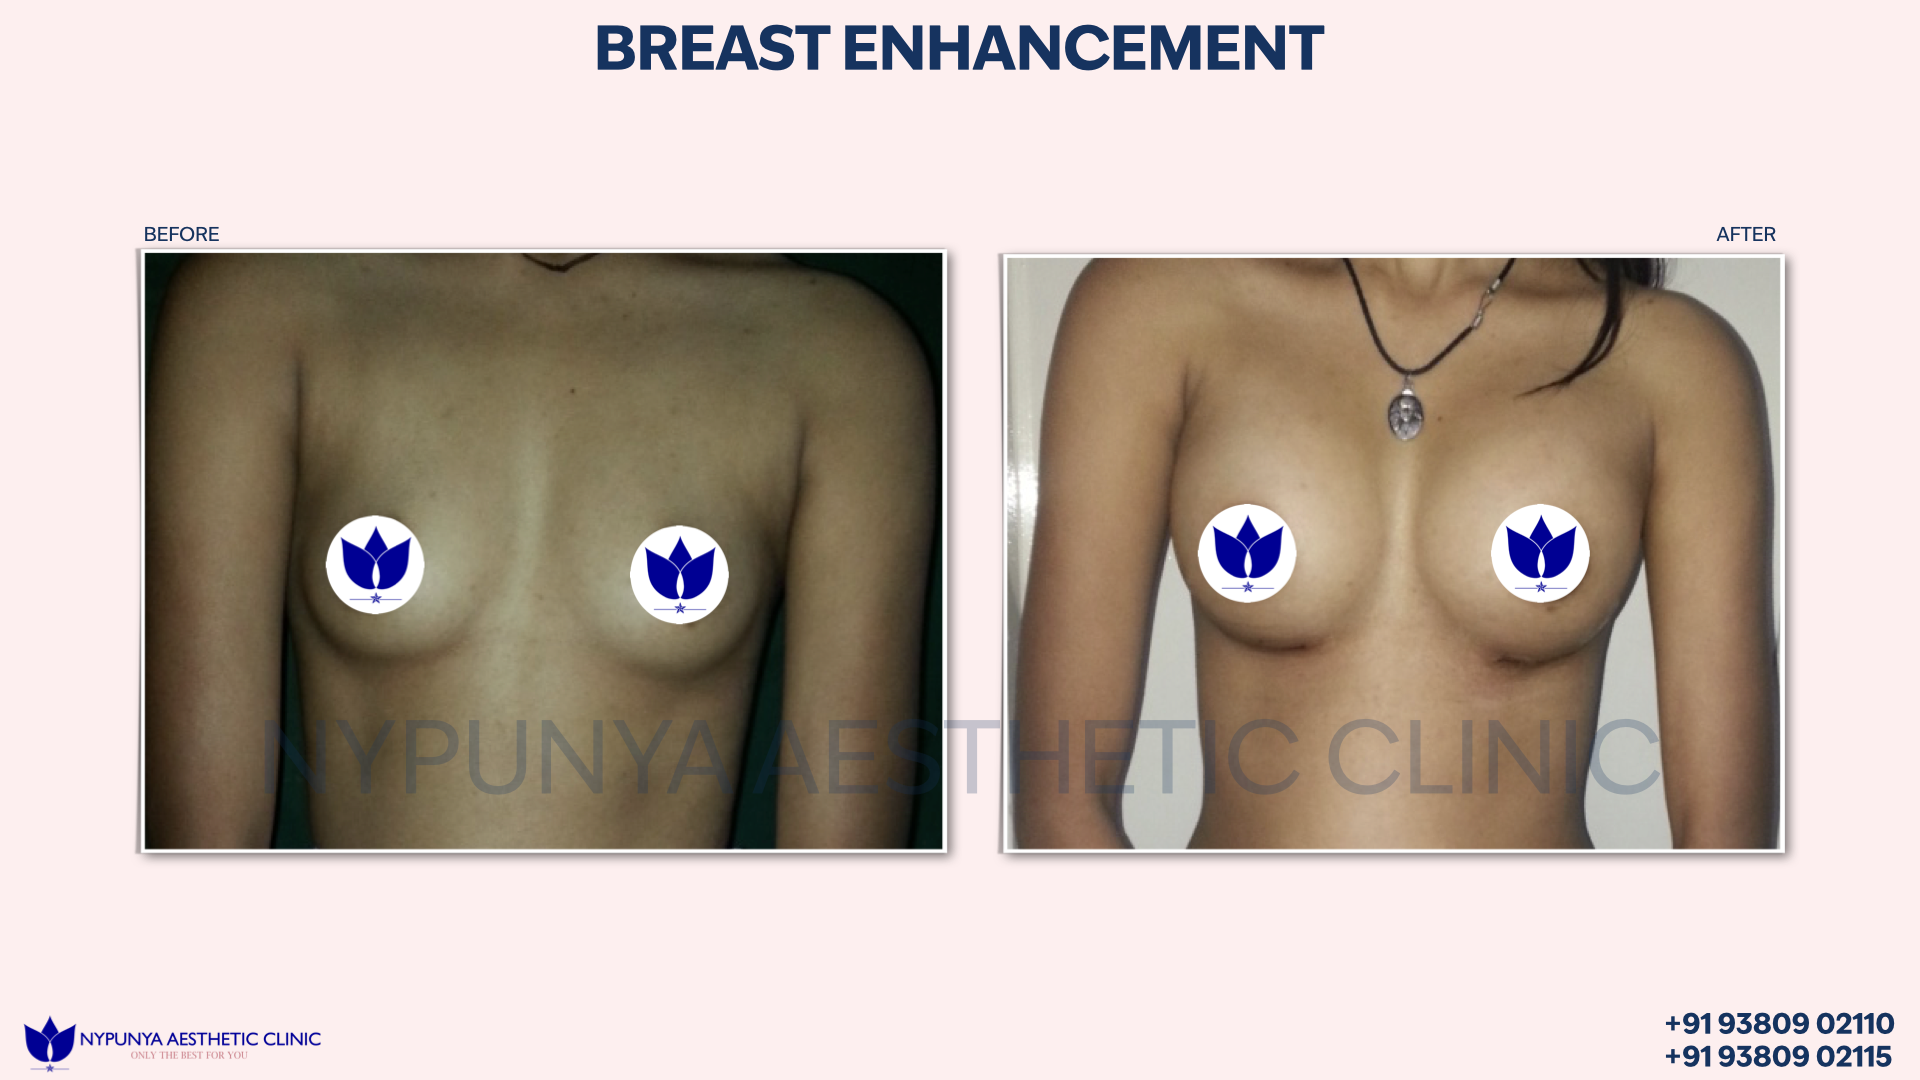 BREAST ENHANCEMENT
BEFORE
AFTER
NYPUNYA AESTHETIC CLINIC
NYPUNYA AESTHETIC CLINIC
ONLY THE BEST FOR YOU
+91 93809 02110
+91 93809 02115